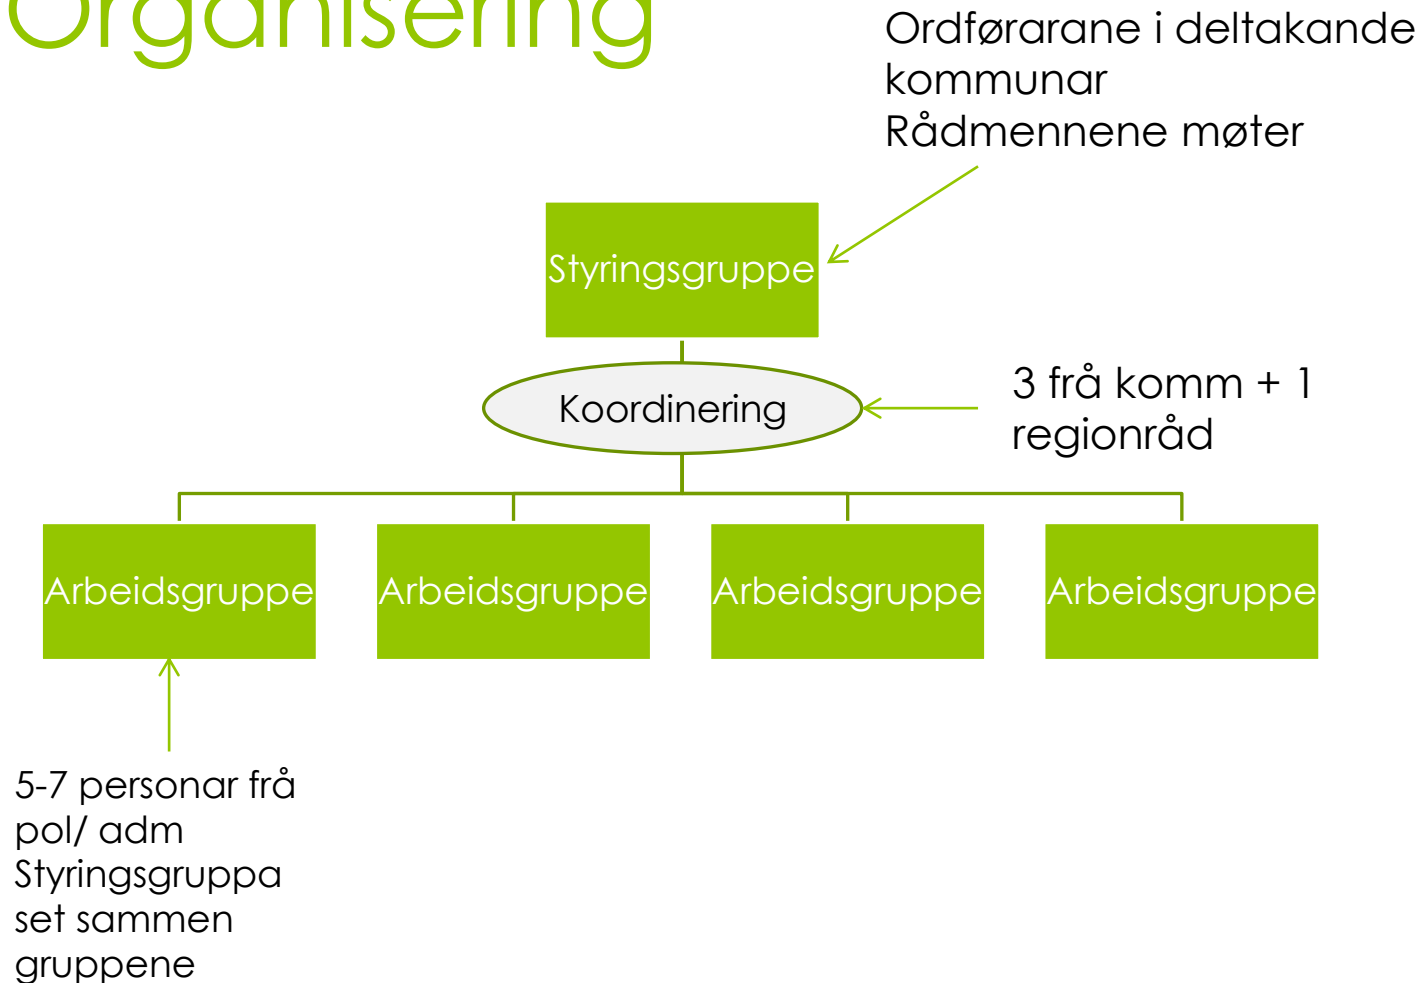 Organisering
Ordførarane i deltakande
kommunar
Rådmennene møter
Styringsgruppe
Koordinering
3 frå komm + 1
regionråd
Arbeidsgruppe
Arbeidsgruppe
Arbeidsgruppe
Arbeidsgruppe
5-7 personar frå
pol/ adm
Styringsgruppa
set sammen
gruppene